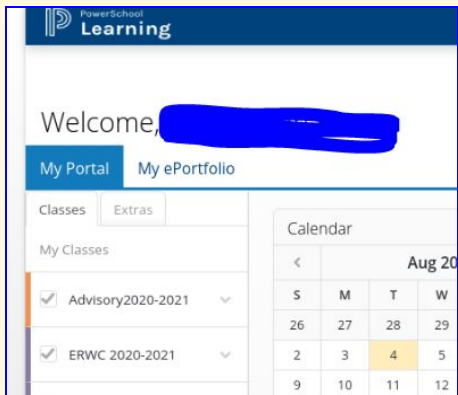 PowerSchool
Learning
Welcome,
My Portal My ePortfolio
Classes Extras
My Classes
Advisory2020-2021
ERWC 2020-2021
Calendar
< Aug 20
S M T W
26 27 28 29
2 3 4 5
9 10 11 12